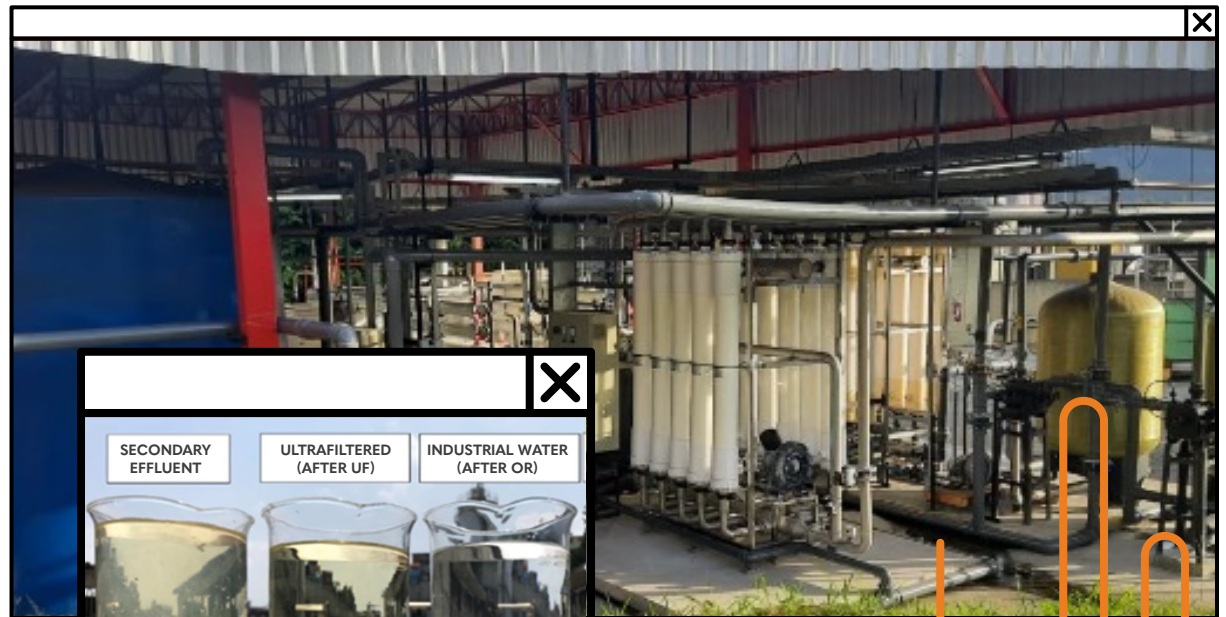 SECONDARY
EFFLUENT
ULTRAFILTERED
(AFTER UF)
INDUSTRIAL WATER
(AFTER OR)